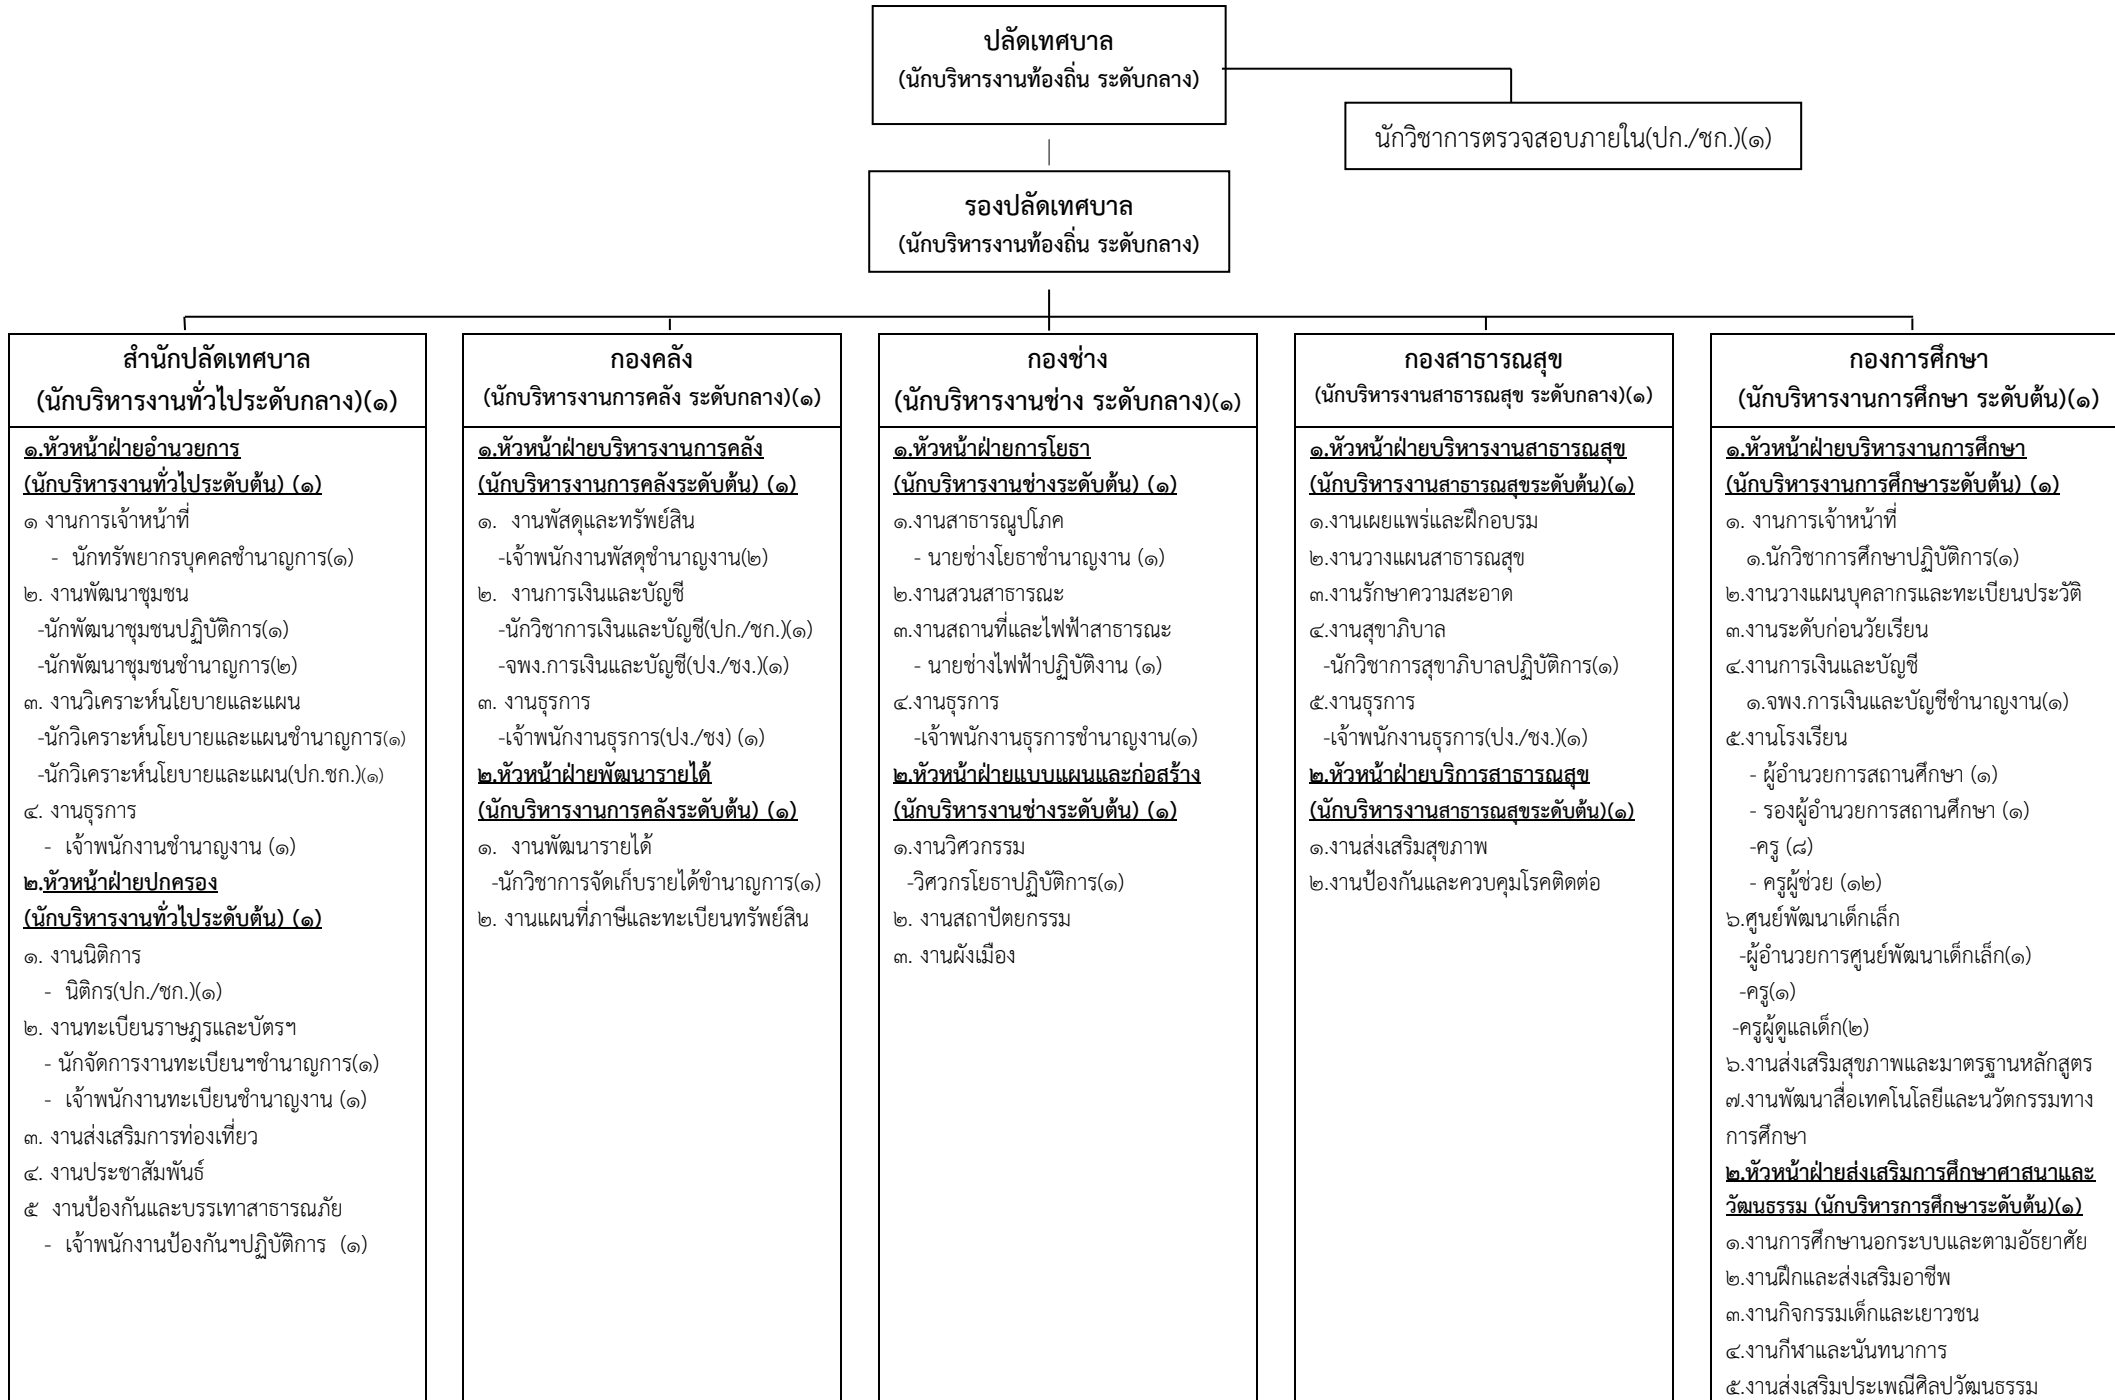 ปลัดเทศบาล
(นักบริหารงานท้องถิ่น ระดับกลาง)
นักวิชาการตรวจสอบภายใน(ปก./ชก.)(๑)
รองปลัดเทศบาล
(นักบริหารงานท้องถิ่น ระดับกลาง)
สำนักปลัดเทศบาล
(นักบริหารงานทั่วไประดับกลาง)(๑)
๑.หัวหน้าฝ่ายอำนวยการ
(นักบริหารงานทั่วไประดับต้น) (๑)
๑ งานการเจ้าหน้าที่
- นักทรัพยากรบุคคลชำนาญการ(๑)
๒. งานพัฒนาชุมชน
-นักพัฒนาชุมชนปฏิบัติการ(๑)
-นักพัฒนาชุมชนชำนาญการ(๒)
๓. งานวิเคราะห์นโยบายและแผน
-นักวิเคราะห์นโยบายและแผนชำนาญการ(๑)
-นักวิเคราะห์นโยบายและแผน(ปก.ชก.)(๑)
๔. งานธุรการ
- เจ้าพนักงานชำนาญงาน (๑)
๒.หัวหน้าฝ่ายปกครอง
(นักบริหารงานทั่วไประดับต้น) (๑)
๑. งานนิติการ
- นิติกร(ปก./ชก.)(๑)
๒. งานทะเบียนราษฎรและบัตรฯ
- นักจัดการงานทะเบียนฯชำนาญการ(๑)
- เจ้าพนักงานทะเบียนชำนาญงาน (๑)
๓. งานส่งเสริมการท่องเที่ยว
๔. งานประชาสัมพันธ์
๕ งานป้องกันและบรรเทาสาธารณภัย
- เจ้าพนักงานป้องกันฯปฏิบัติการ (๑)
กองคลัง
(นักบริหารงานการคลัง ระดับกลาง)(๑)
๑.หัวหน้าฝ่ายบริหารงานการคลัง
(นักบริหารงานการคลังระดับต้น) (๑)
๑. งานพัสดุและทรัพย์สิน
-เจ้าพนักงานพัสดุชำนาญงาน(๒)
๒. งานการเงินและบัญชี
-นักวิชาการเงินและบัญชี(ปก./ชก.)(๑)
-จพง.การเงินและบัญชี(ปง./ชง.)(๑)
๓. งานธุรการ
-เจ้าพนักงานธุรการ(ปง./ชง) (๑)
๒.หัวหน้าฝ่ายพัฒนารายได้
(นักบริหารงานการคลังระดับต้น) (๑)
๑. งานพัฒนารายได้
-นักวิชาการจัดเก็บรายได้ขำนาญการ(๑)
๒. งานแผนที่ภาษีและทะเบียนทรัพย์สิน
กองช่าง
(นักบริหารงานช่าง ระดับกลาง)(๑)
๑.หัวหน้าฝ่ายการโยธา
(นักบริหารงานช่างระดับต้น) (๑)
๑.งานสาธารณูปโภค
- นายช่างโยธาชำนาญงาน (๑)
๒.งานสวนสาธารณะ
๓.งานสถานที่และไฟฟ้าสาธารณะ
- นายช่างไฟฟ้าปฏิบัติงาน (๑)
๔.งานธุรการ
-เจ้าพนักงานธุรการชำนาญงาน(๑)
๒.หัวหน้าฝ่ายแบบแผนและก่อสร้าง
(นักบริหารงานช่างระดับต้น) (๑)
๑.งานวิศวกรรม
-วิศวกรโยธาปฏิบัติการ(๑)
๒. งานสถาปัตยกรรม
๓. งานผังเมือง
กองสาธารณสุข
(นักบริหารงานสาธารณสุข ระดับกลาง)(๑)
๑.หัวหน้าฝ่ายบริหารงานสาธารณสุข
(นักบริหารงานสาธารณสุขระดับต้น)(๑)
๑.งานเผยแพร่และฝึกอบรม
๒.งานวางแผนสาธารณสุข
๓.งานรักษาความสะอาด
๔.งานสุขาภิบาล
-นักวิชาการสุขาภิบาลปฏิบัติการ(๑)
๕.งานธุรการ
-เจ้าพนักงานธุรการ(ปง./ชง.)(๑)
๒.หัวหน้าฝ่ายบริการสาธารณสุข
(นักบริหารงานสาธารณสุขระดับต้น)(๑)
๑.งานส่งเสริมสุขภาพ
๒.งานป้องกันและควบคุมโรคติดต่อ
กองการศึกษา
(นักบริหารงานการศึกษา ระดับต้น)(๑)
๑.หัวหน้าฝ่ายบริหารงานการศึกษา
(นักบริหารงานการศึกษาระดับต้น) (๑)
๑. งานการเจ้าหน้าที่
๑.นักวิชาการศึกษาปฏิบัติการ(๑)
๒.งานวางแผนบุคลากรและทะเบียนประวัติ
๓.งานระดับก่อนวัยเรียน
๔.งานการเงินและบัญชี
๑.จพง.การเงินและบัญชีชำนาญงาน(๑)
๕.งานโรงเรียน
- ผู้อำนวยการสถานศึกษา (๑)
- รองผู้อำนวยการสถานศึกษา (๑)
-ครู (๘)
- ครูผู้ช่วย (๑๒)
๖.ศูนย์พัฒนาเด็กเล็ก
-ผู้อำนวยการศูนย์พัฒนาเด็กเล็ก(๑)
-ครู(๑)
-ครูผู้ดูแลเด็ก(๒)
๖.งานส่งเสริมสุขภาพและมาตรฐานหลักสูตร
๗.งานพัฒนาสื่อเทคโนโลยีและนวัตกรรมทาง
การศึกษา
๒.หัวหน้าฝ่ายส่งเสริมการศึกษาศาสนาและ
วัฒนธรรม (นักบริหารการศึกษาระดับต้น)(๑)
๑.งานการศึกษานอกระบบและตามอัธยาศัย
๒.งานฝึกและส่งเสริมอาชีพ
๓.งานกิจกรรมเด็กและเยาวชน
๔.งานกีฬาและนันทนาการ
๕.งานส่งเสริมประเพณีศิลปวัฒนธรรม